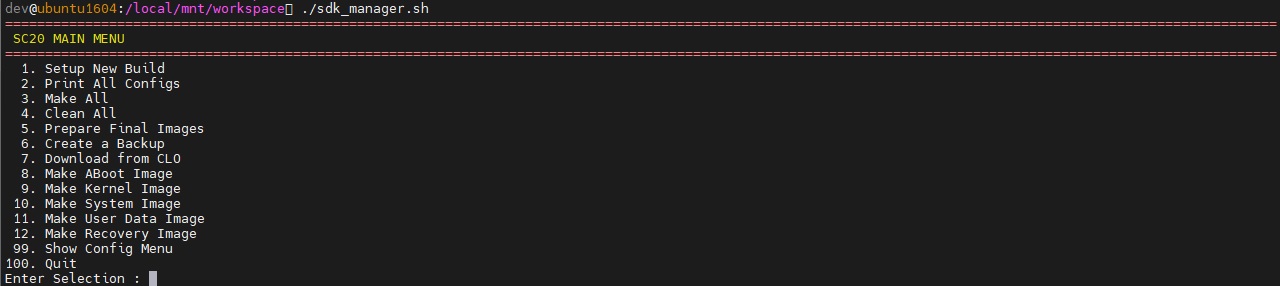 dev@ubuntu1604:/local/mnt/workspace ./sdk_manager.sh
SC20 MAIN MENU
1. Setup New Build
2. Print All Configs
3. Make All
4. Clean All
5. Prepare Final Images
6. Create a Backup
7. Download from CLO
8. Make ABoot Image
9. Make Kernel Image
10. Make System Image
11. Make User Data Image
12. Make Recovery Image
99. Show Config Menu
100. Quit
Enter Selection :